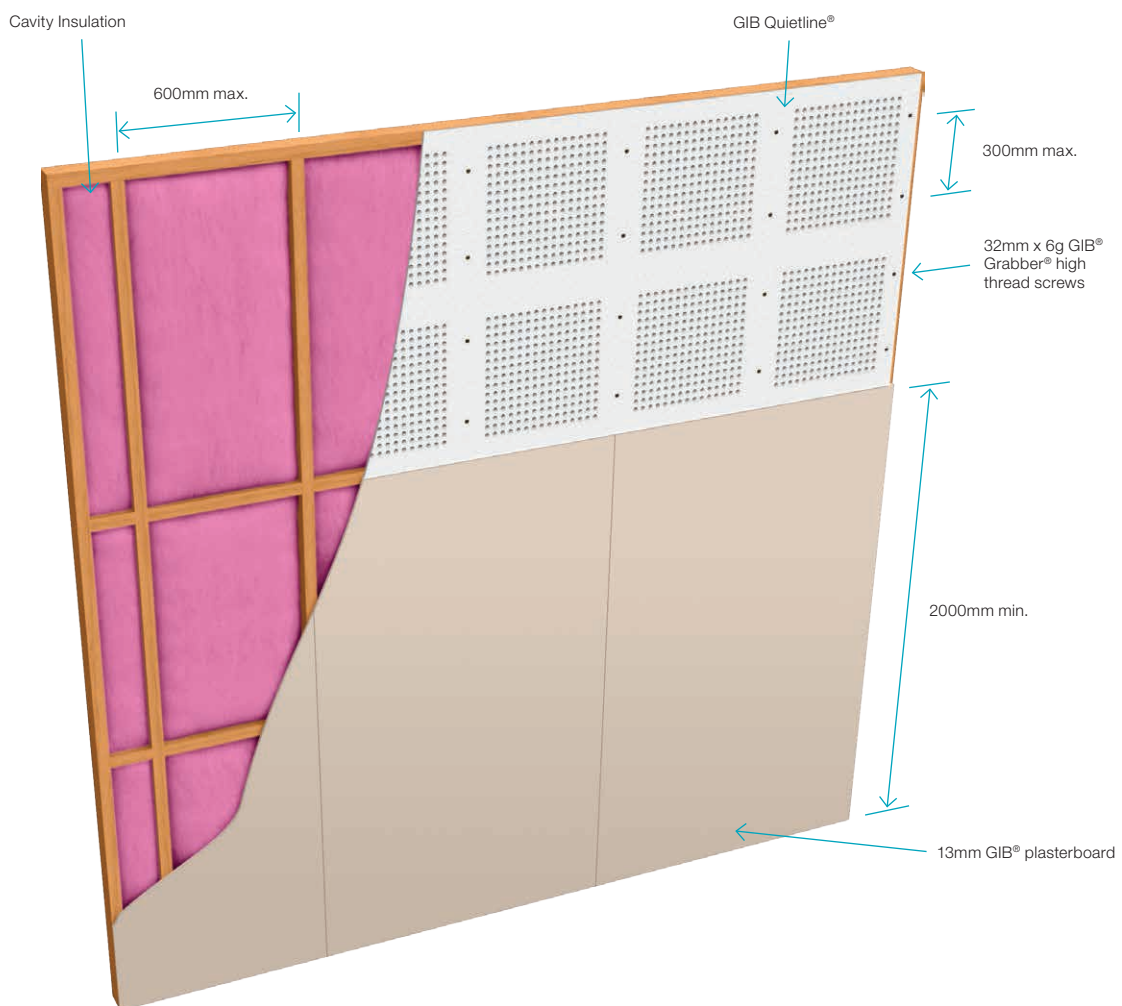 Cavity Insulation
GIB Quietline®
600mm max.
300mm max.
32mm x 6g GIB®
Grabber® high
thread screws
2000mm min.
13mm GIB® plasterboard